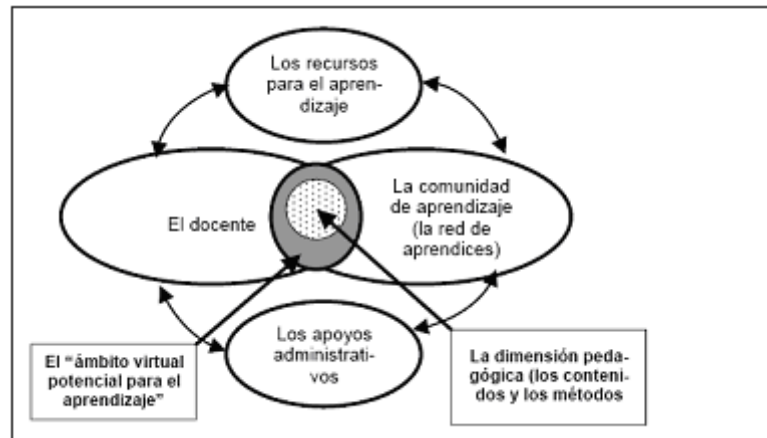 Los recursos
para el apren-
dizaje
El docente
La comunidad
de aprendizaje
(la red de
aprendices)
Los apoyos
administrati-
vos
El “ámbito virtual
potencial para el
aprendizaje”
La dimensión peda-
gógica (los conteni-
dos y los métodos